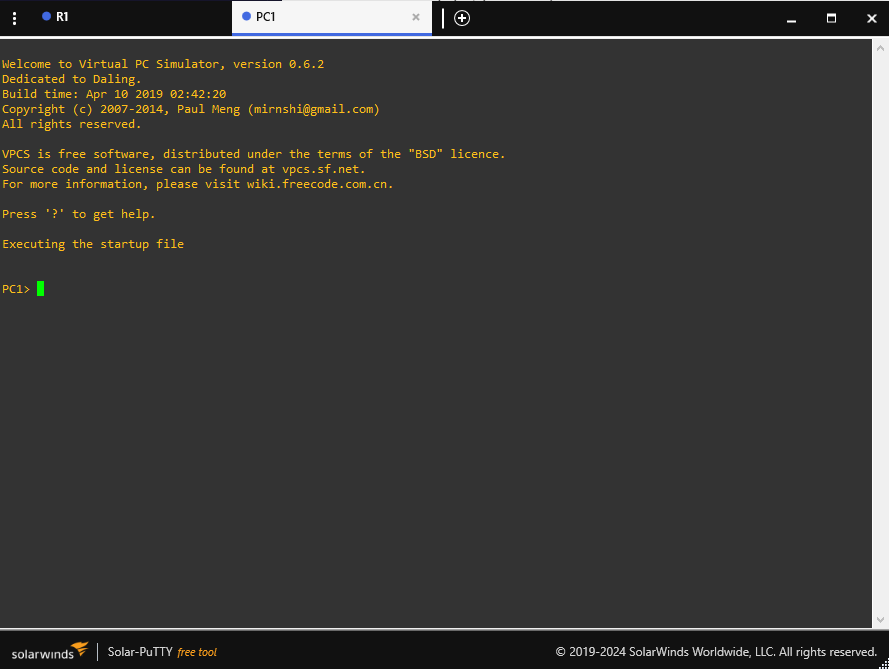 R1
PC1
Welcome to Virtual PC Simulator, version 0.6.2
Dedicated to Daling.
Build time: Apr 10 2019 02:42:20
Copyright (c) 2007-2014, Paul Meng (mirnshi@gmail.com)
All rights reserved.
VPCS is free software, distributed under the terms of the "BSD" licence.
Source code and license can be found at vpcs.sf.net.
For more information, please visit wiki.freecode.com.cn.
Press '?' to get help.
Executing the startup file
PC1>
solarwinds
Solar-PuTTY free tool
© 2019-2024 SolarWinds Worldwide, LLC. All rights reserved.